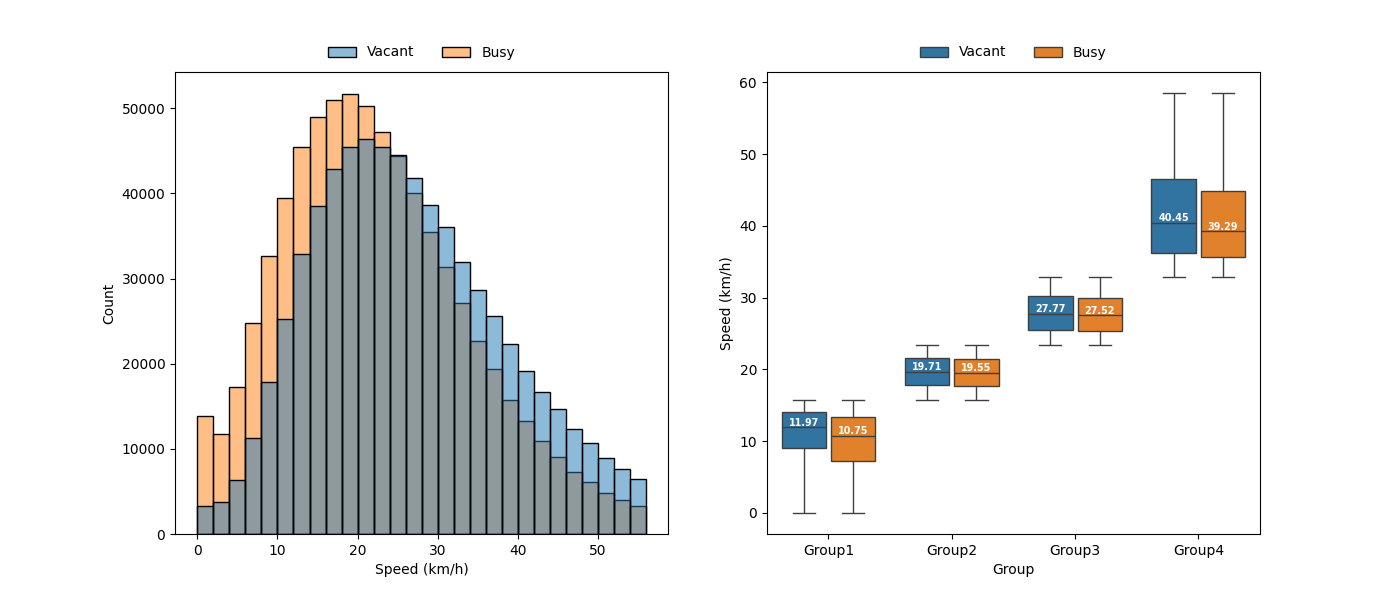 Vacant Busy
50000
40000
30000
20000
10000
0
Count
0 10 20 30 40 50
Speed (km/h)
Vacant Busy
60
50
40
30
20
10
0
Speed (km/h)
11.97
10.75
19.71
19.55
27.77
27.52
40.45
39.29
Group1 Group2 Group3 Group4
Group